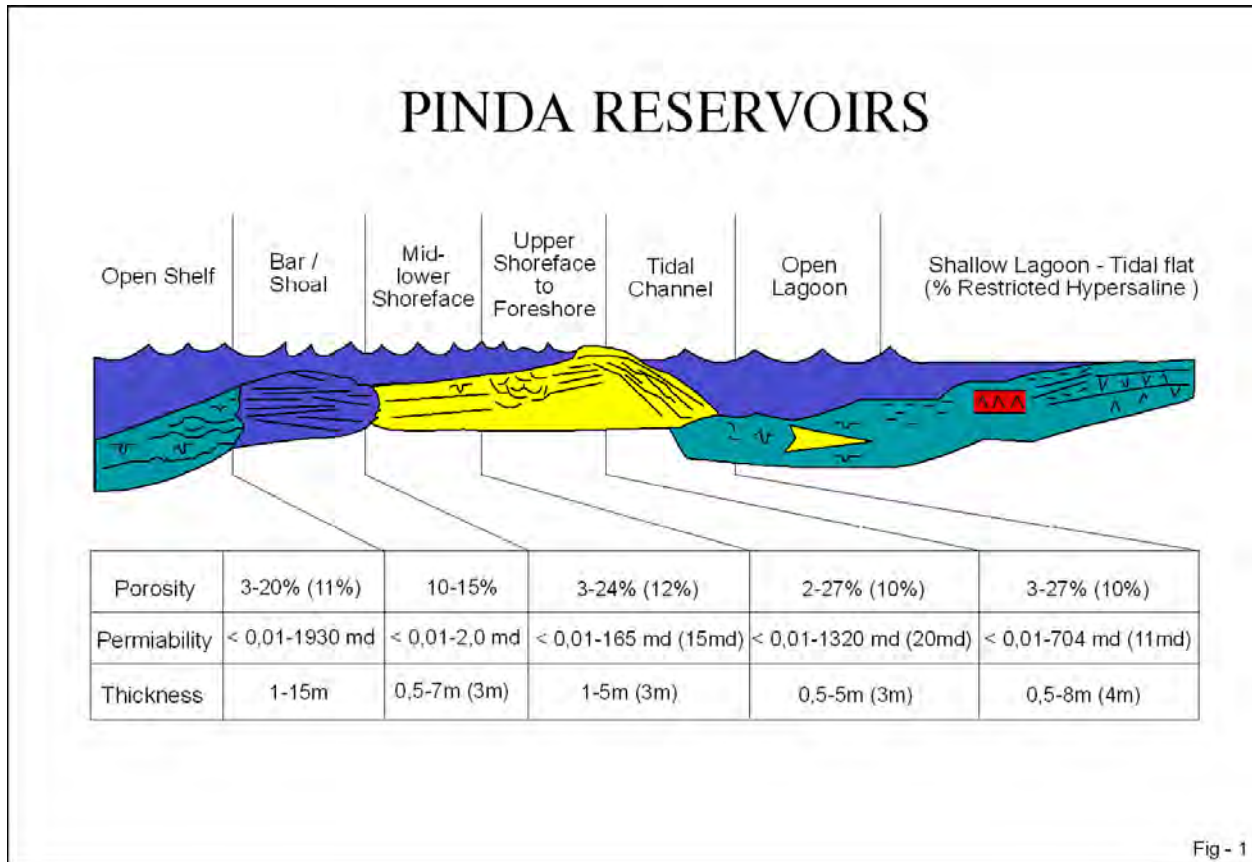 PINDA RESERVOIRS
Open Shelf
Bar /
Shoal
Mid-
lower
Shoreface
Upper
Shoreface
to
Foreshore
Tidal
Channel
Open
Lagoon
Shallow Lagoon - Tidal flat
(% Restricted Hypersaline )
Porosity 3-20% (11%) 10-15% 3-24% (12%) 2-27% (10%) 3-27% (10%)
Permiability < 0,01-1930 md < 0,01-2,0 md < 0,01-165 md (15md) < 0,01-1320 md (20md) < 0,01-704 md (11md)
Thickness 1-15m 0,5-7m (3m) 1-5m (3m) 0,5-5m (3m) 0,5-8m (4m)
Fig - 1